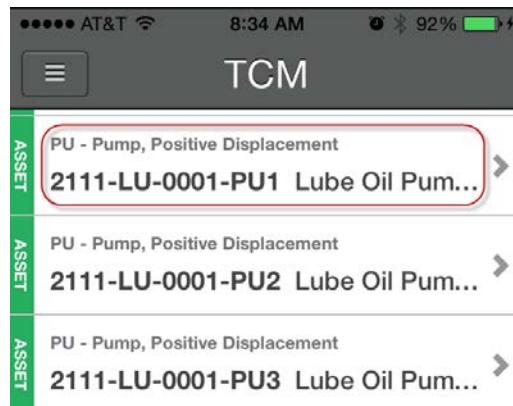 AT&T 8:34 AM 92%
TCM
ASSET
PU - Pump, Positive Displacement
2111-LU-0001-PU1 Lube Oil Pum...
ASSET
PU - Pump, Positive Displacement
2111-LU-0001-PU2 Lube Oil Pum...
ASSET
PU - Pump, Positive Displacement
2111-LU-0001-PU3 Lube Oil Pum...